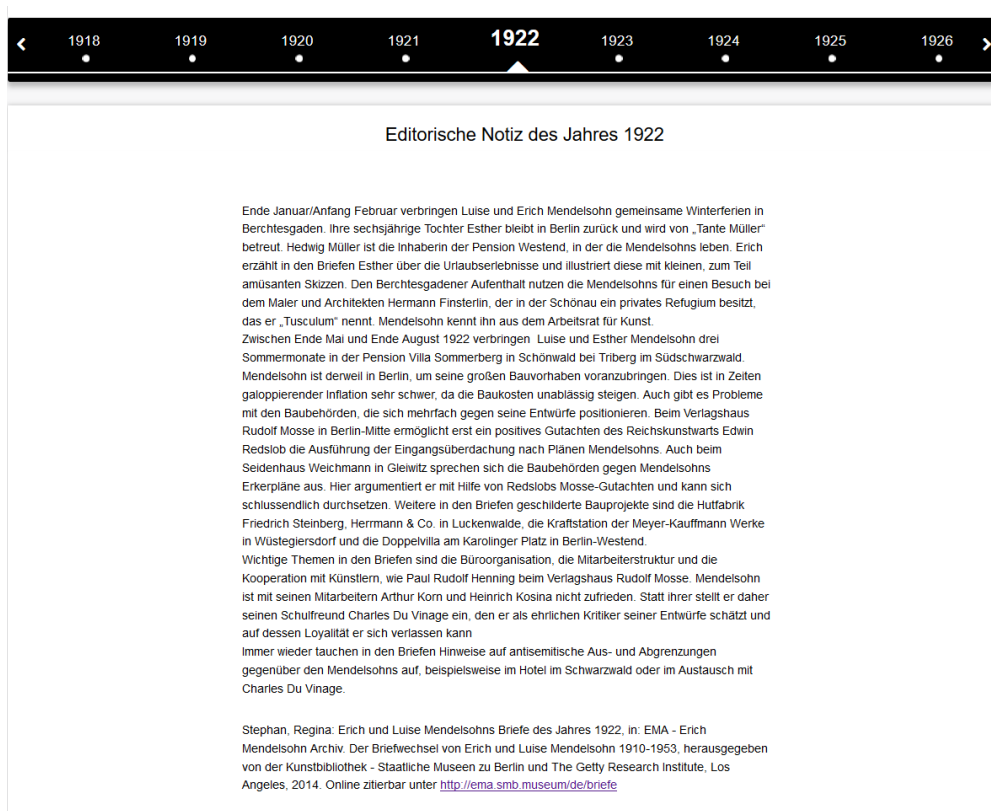 1918 1919 1920 1921 1922 1923 1924 1925 1926
Editorische Notiz des Jahres 1922
Ende Januar/Anfang Februar verbringen Luise und Erich Mendelsohn gemeinsame Winterferien in
Berchtesgaden. Ihre sechsjährige Tochter Esther bleibt in Berlin zurück und wird von „Tante Müller“
betreut. Hedwig Müller ist die Inhaberin der Pension Westend, in der die Mendelsohns leben. Erich
erzählt in den Briefen Esther über die Urlaubserlebnisse und illustriert diese mit kleinen, zum Teil
amüsanten Skizzen. Den Berchtesgadener Aufenthalt nutzen die Mendelsohns für einen Besuch bei
dem Maler und Architekten Hermann Finsterlin, der in der Schönau ein privates Refugium besitzt,
das er „Tusculum“ nennt. Mendelsohn kennt ihn aus dem Arbeitsrat für Kunst.
Zwischen Ende Mai und Ende August 1922 verbringen  Luise und Esther Mendelsohn drei
Sommermonate in der Pension Villa Sommerberg in Schönwald bei Triberg im Südschwarzwald.
Mendelsohn ist derweil in Berlin, um seine großen Bauvorhaben voranzubringen. Dies ist in Zeiten
galoppierender Inflation sehr schwer, da die Baukosten unablässig steigen. Auch gibt es Probleme
mit den Baubehörden, die sich mehrfach gegen seine Entwürfe positionieren. Beim Verlagshaus
Rudolf Mosse in Berlin-Mitte ermöglicht erst ein positives Gutachten des Reichskunstwarts Edwin
Redslob die Ausführung der Eingangsüberdachung nach Plänen Mendelsohns. Auch beim
Seidenhaus Weichmann in Gleiwitz sprechen sich die Baubehörden gegen Mendelsohns
Erkerpläne aus. Hier argumentiert er mit Hilfe von Redslobs Mosse-Gutachten und kann sich
schlussendlich durchsetzen. Weitere in den Briefen geschilderte Bauprojekte sind die Hutfabrik
Friedrich Steinberg, Herrmann & Co. in Luckenwalde, die Kraftstation der Meyer-Kauffmann Werke
in Wüstegiersdorf und die Doppelvilla am Karolinger Platz in Berlin-Westend.
Wichtige Themen in den Briefen sind die Büroorganisation, die Mitarbeiterstruktur und die
Kooperation mit Künstlern, wie Paul Rudolf Henning beim Verlagshaus Rudolf Mosse. Mendelsohn
ist mit seinen Mitarbeitern Arthur Korn und Heinrich Kosina nicht zufrieden. Statt ihrer stellt er daher
seinen Schulfreund Charles Du Vinage ein, den er als ehrlichen Kritiker seiner Entwürfe schätzt und
auf dessen Loyalität er sich verlassen kann
Immer wieder tauchen in den Briefen Hinweise auf antisemitische Aus- und Abgrenzungen
gegenüber den Mendelsohns auf, beispielsweise im Hotel im Schwarzwald oder im Austausch mit
Charles Du Vinage.
Stephan, Regina: Erich und Luise Mendelsohns Briefe des Jahres 1922, in: EMA - Erich
Mendelsohn Archiv. Der Briefwechsel von Erich und Luise Mendelsohn 1910-1953, herausgegeben
von der Kunstbibliothek - Staatliche Museen zu Berlin und The Getty Research Institute, Los
Angeles, 2014. Online zitierbar unter http://ema.smb.museum/de/briefe